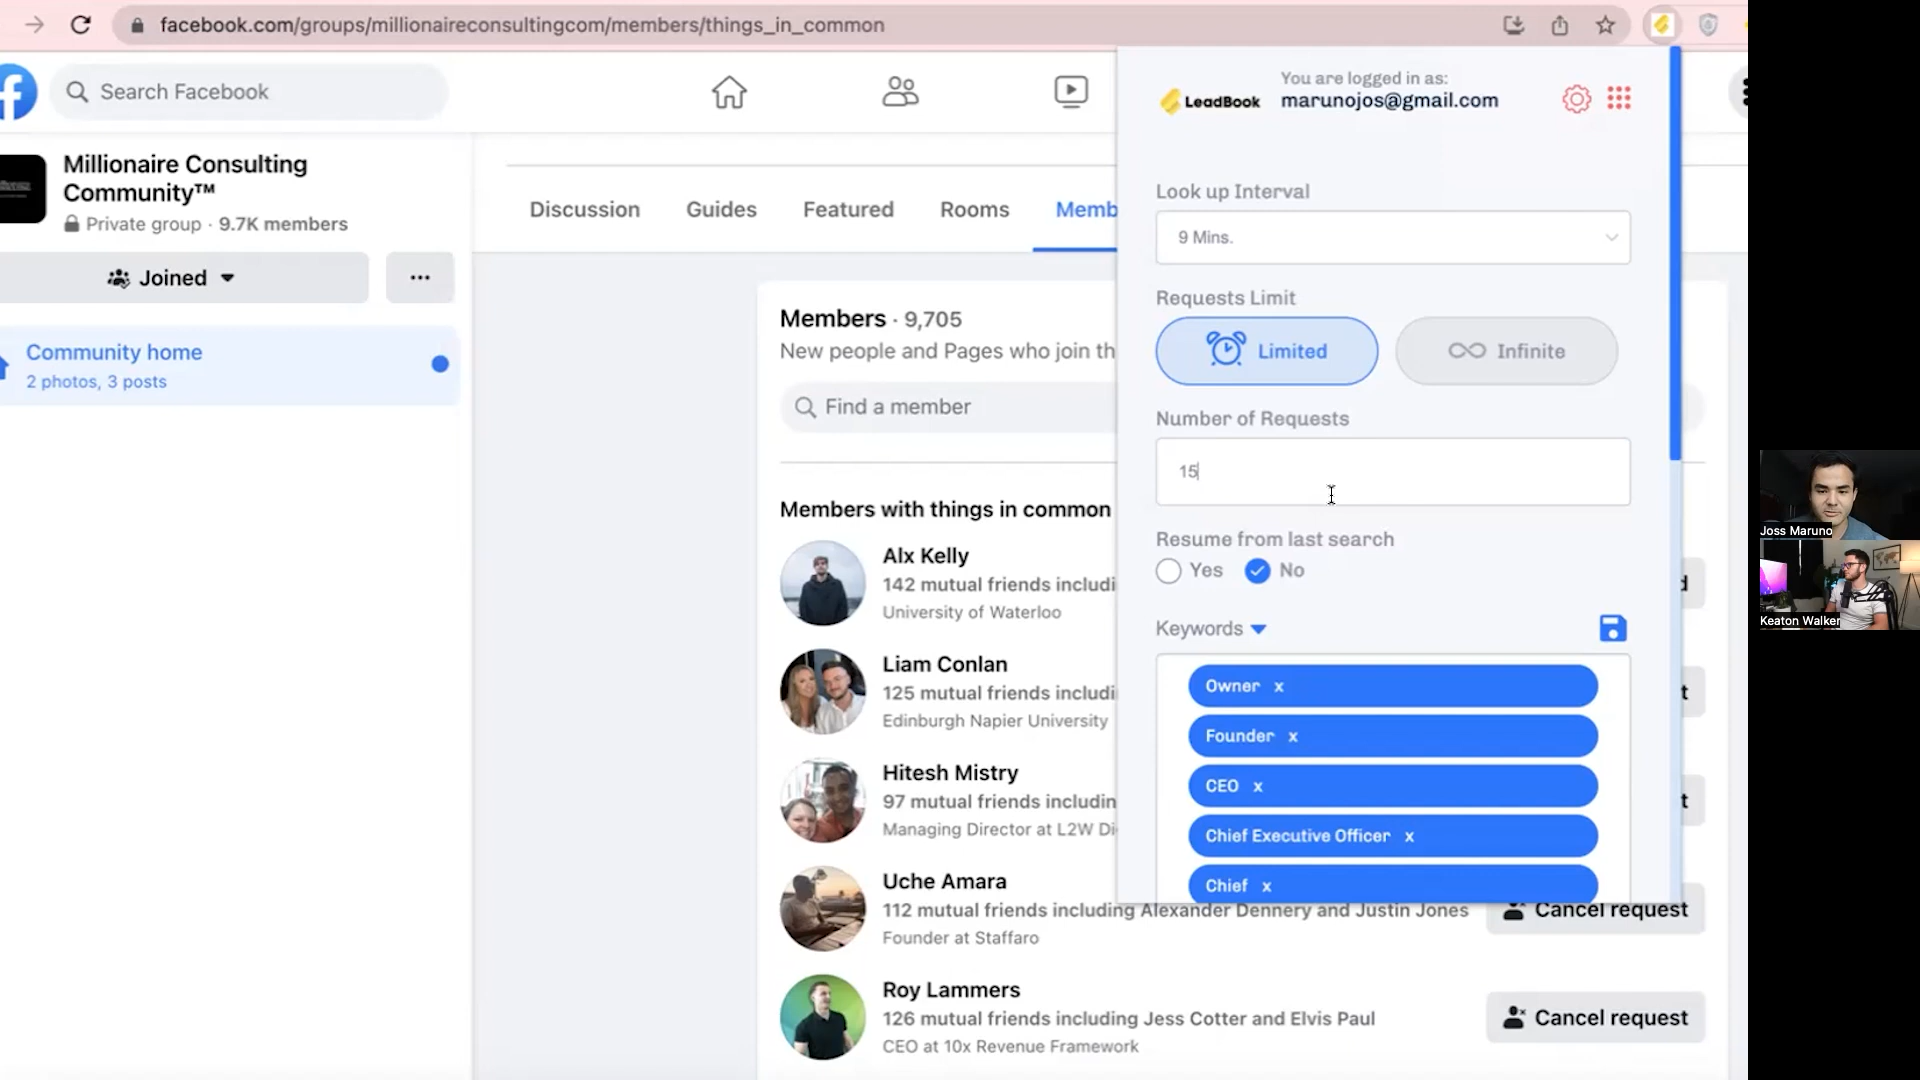 facebook.com/groups/millionaireconsultingcom/members/things_in_common
Search Facebook
Millionaire Consulting
Community™
Private group · 9.7K members
Joined
Community home
2 photos, 3 posts
Discussion
Guides
Featured
Rooms
Memb
Members · 9,705
New people and Pages who join th
Find a member
Members with things in common
Alx Kelly
142 mutual friends includi
University of Waterloo
Liam Conlan
125 mutual friends includi
Edinburgh Napier University
Hitesh Mistry
97 mutual friends includin
Managing Director at L2W Di
Uche Amara
112 mutual friends including Alexander Dennery and Justin Jones
Founder at Staffaro
Cancel request
Roy Lammers
126 mutual friends including Jess Cotter and Elvis Paul
CEO at 10x Revenue Framework
Cancel request
LeadBook
You are logged in as:
marunojos@gmail.com
Look up Interval
9 Mins.
Requests Limit
Limited
Infinite
Number of Requests
15
Resume from last search
Yes
No
Keywords
Owner x
Founder x
CEO x
Chief Executive Officer x
Chief x
Joss Maruno
Keaton Walker